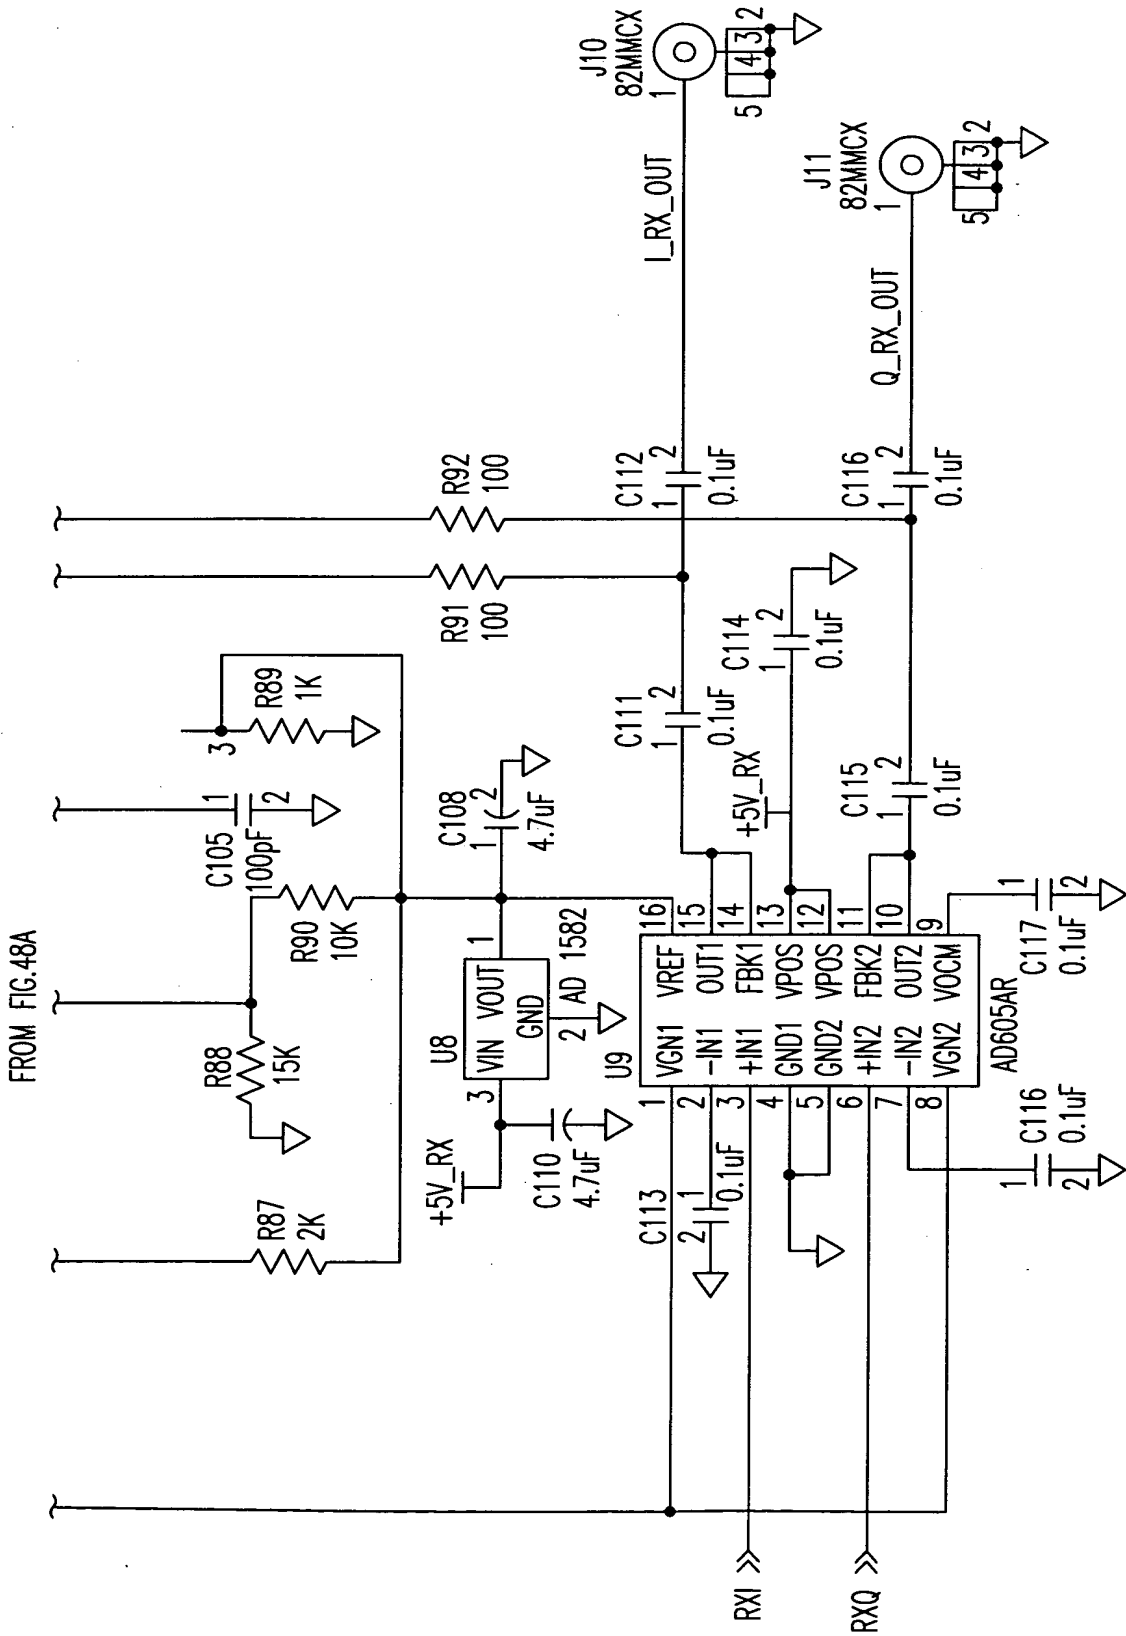 FROM FIG.48A
R87
2K
R88
15K
R90
10K
C105
100pF
1
2
3
R89
1K
R91
100
R92
100
+5V_RX
C110
4.7uF
U8
3
VIN VOUT
1
GND
2
AD 1582
C108
1
2
4.7uF
U9
1
VGN1
VREF
16
2
-IN1
OUT1
15
3
+IN1
FBK1
14
4
GND1
VPOS
13
5
GND2
VPOS
12
6
+IN2
FBK2
11
7
-IN2
OUT2
10
8
VGN2
VOCM
9
AD605AR
C113
2
1
0.1uF
RXI
RXQ
C116
1
2
0.1uF
C117
1
2
0.1uF
+5V_RX
C114
1
2
0.1uF
C111
1
2
0.1uF
C115
1
2
0.1uF
C112
1
2
0.1uF
C116
1
2
0.1uF
I_RX_OUT
Q_RX_OUT
J10
82MMCX
1
5
4
3
2
J11
82MMCX
1
5
4
3
2